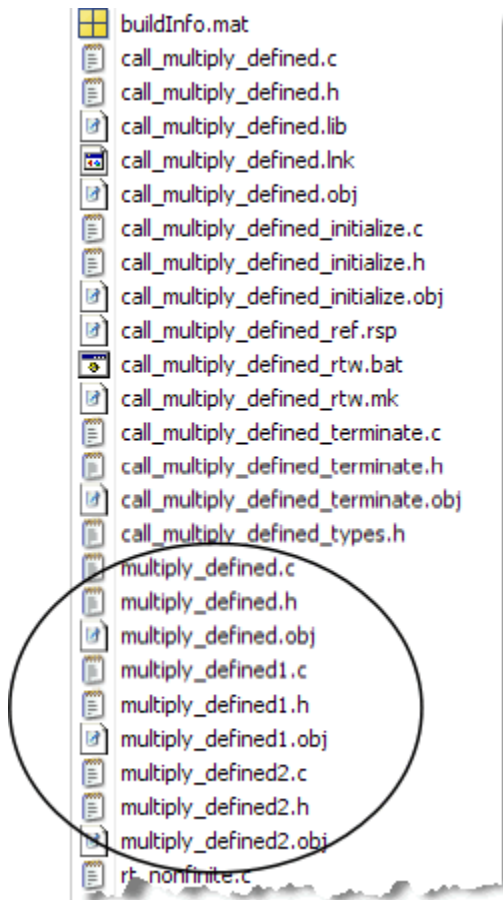 buildInfo.mat
call_multiply_defined.c
call_multiply_defined.h
call_multiply_defined.lib
call_multiply_defined.lnk
call_multiply_defined.obj
call_multiply_defined_initialize.c
call_multiply_defined_initialize.h
call_multiply_defined_initialize.obj
call_multiply_defined_ref.rsp
call_multiply_defined_rtw.bat
call_multiply_defined_rtw.mk
call_multiply_defined_terminate.c
call_multiply_defined_terminate.h
call_multiply_defined_terminate.obj
call_multiply_defined_types.h
multiply_defined.c
multiply_defined.h
multiply_defined.obj
multiply_defined1.c
multiply_defined1.h
multiply_defined1.obj
multiply_defined2.c
multiply_defined2.h
multiply_defined2.obj
rt_nonfinite.c